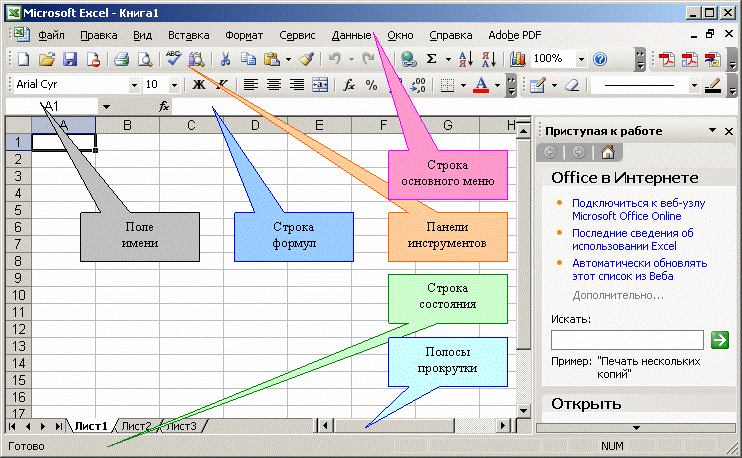 Microsoft Excel - Книга1
Файл Правка Вид Вставка Формат Сервис Данные Окно Справка Adobe PDF
100%
Arial Cyr 10 Ж К
A1 fx
A B C D E F G H
1
2
3
4
5
6
7
8
9
10
11
12
13
14
15
16
17
Строка
основного меню
Поле
имени
Строка
формул
Панели
инструментов
Строка
состояния
Полосы
прокрутки
Приступая к работе
Office в Интернете
Подключиться к веб-узлу
Microsoft Office Online
Последние сведения об
использовании Excel
Автоматически обновлять
этот список из Веба
Дополнительно...
Искать:
Пример: "Печать нескольких
копий"
Открыть
Лист1 Лист2 Лист3
Готово NUM